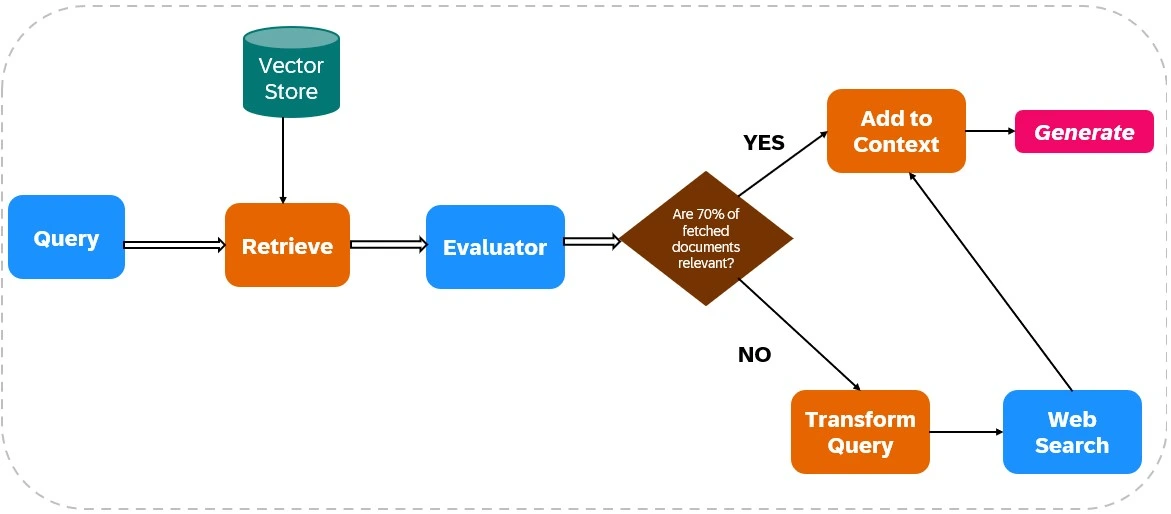 Vector
Store
Query
Retrieve
Evaluator
Are 70% of
fetched
documents
relevant?
YES
Add to
Context
Generate
NO
Transform
Query
Web
Search